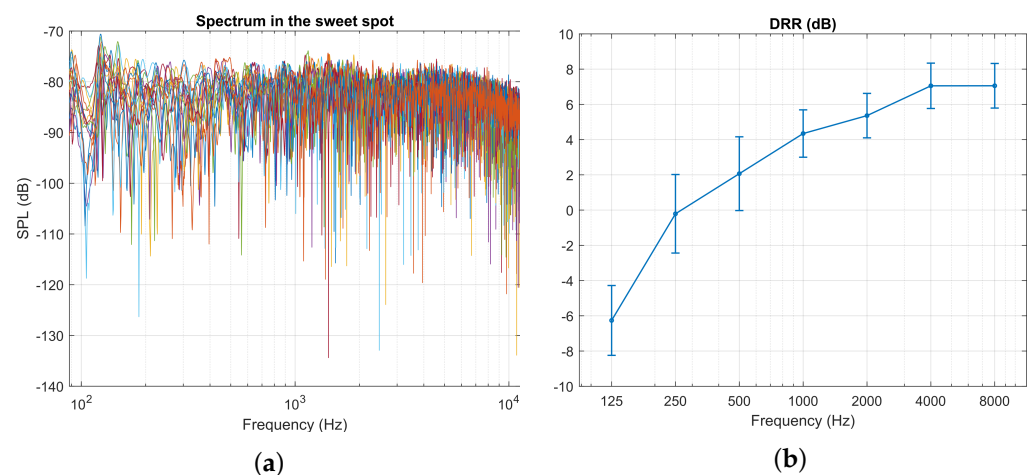 Spectrum in the sweet spot
-70
-80
-90
-100
-110
-120
-130
-140
SPL (dB)
10² 10³ 10⁴
Frequency (Hz)
(a)
DRR (dB)
10
8
6
4
2
0
-2
-4
-6
-8
-10
125 250 500 1000 2000 4000 8000
Frequency (Hz)
(b)